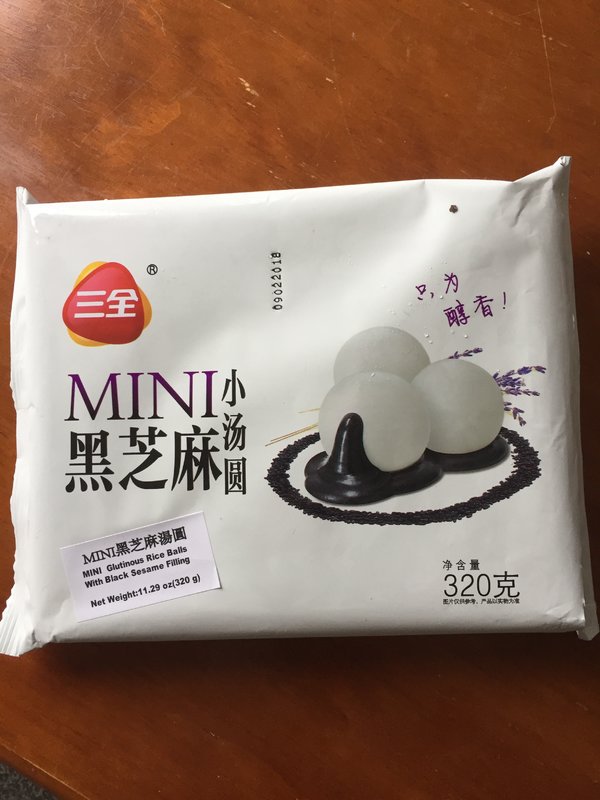 三全
®
09022018
只,为
醇香!
MINI
黑芝麻
小汤圆
MINI黑芝麻湯圓
MINI Glutinous Rice Balls
With Black Sesame Filling
Net Weight:11.29 oz(320 g)
净含量
320克
图片仅供参考，产品以实物为准